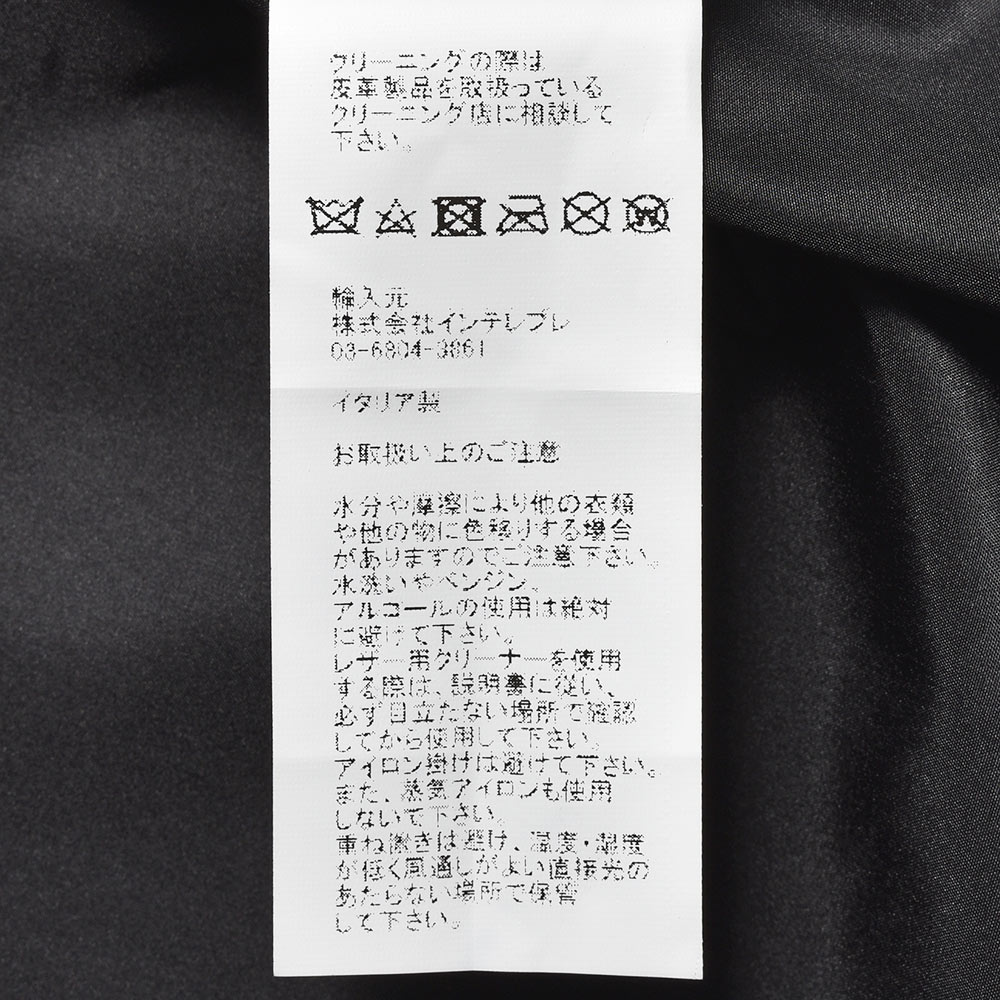 クリーニングの際は
皮革製品を取扱っている
クリーニング店に相談して
下さい。
輸入元
株式会社インテレプレ
03-6804-3861
イタリア製
お取扱い上のご注意
水分や摩擦により他の衣類
や他の物に色移りする場合
がありますのでご注意下さい。
水洗いやベンジン。
アルコールの使用は絶対
に避けて下さい。
レザー用クリーナーを使用
する際は、説明書に従い、
必ず目立たない場所で確認
してから使用して下さい。
アイロン掛けは避けて下さい。
また、蒸気アイロンも使用
しないで下さい。
重ね置きは避け、温度・湿度
が低く風通しがよい直接光の
あたらない場所で保管
して下さい。